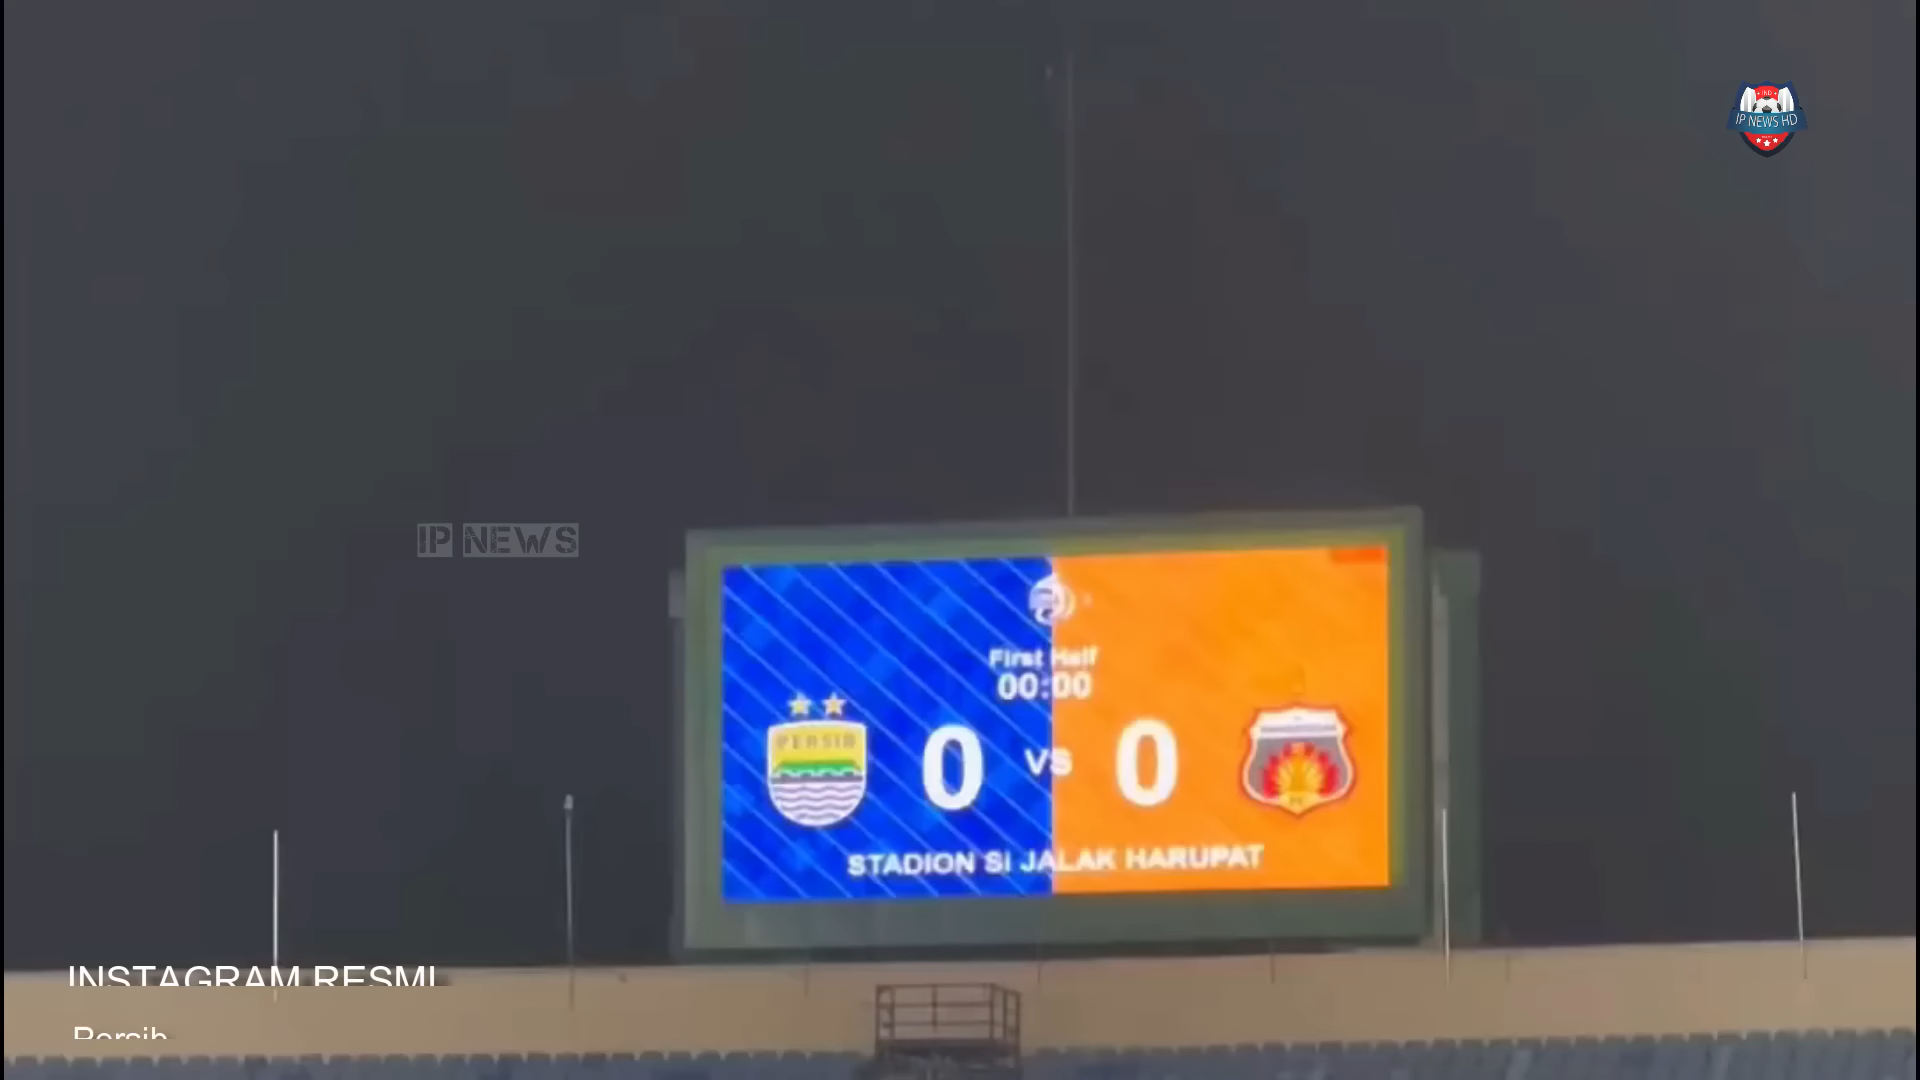 IND
IP NEWS HD
IP NEWS
First Half
00:00
PERSIB
0 VS 0
STADION Si JALAK HARUPAT
INSTAGRAM RESMI
Persib